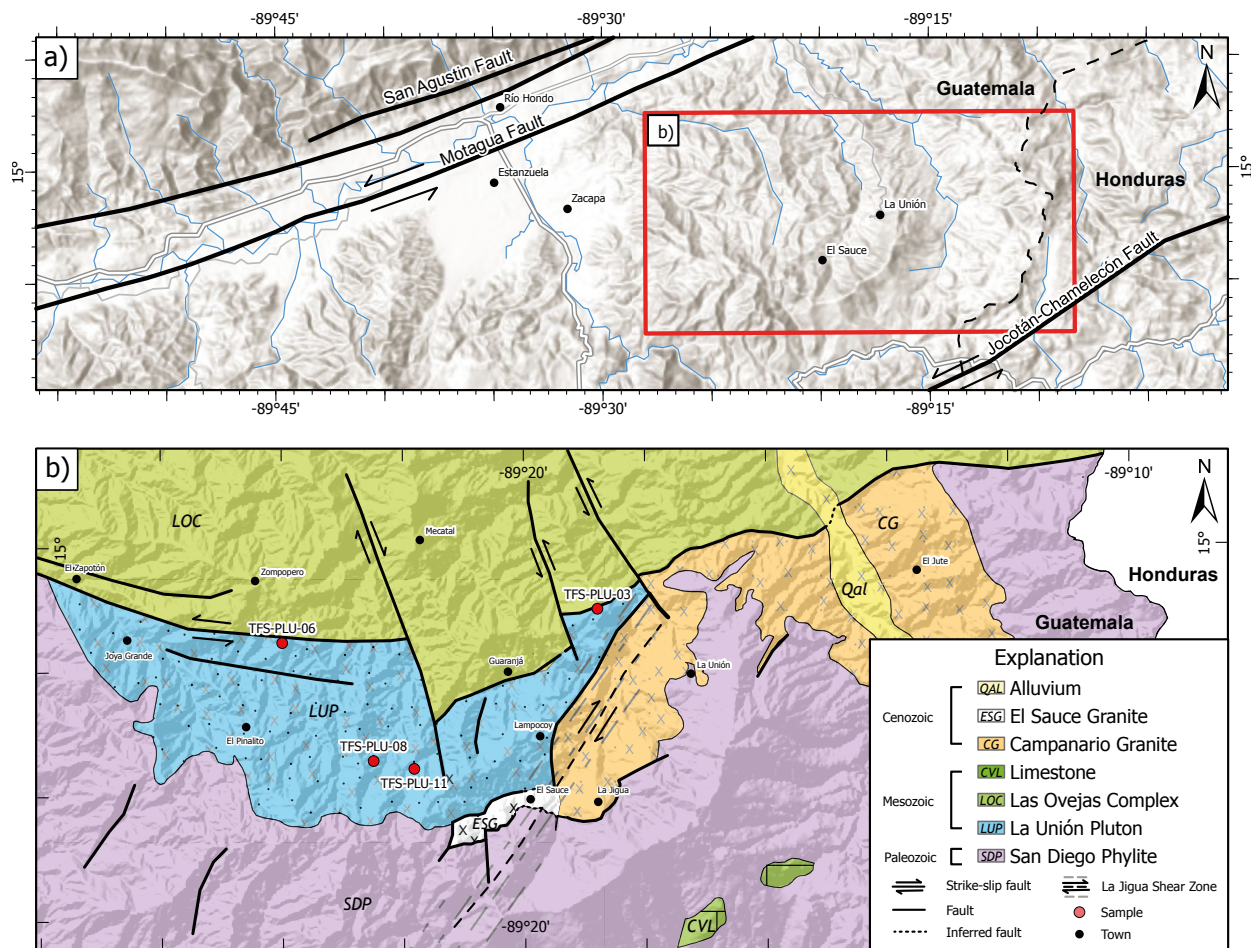 -89°45'
-89°30'
-89°15'
a)
N
San Agustin Fault
Río Hondo
Guatemala
b)
Motagua Fault
15°
15°
Estanzuela
Honduras
Zacapa
La Unión
El Sauce
Jocotán-Chamelecón Fault
-89°45'
-89°30'
-89°15'
b)
-89°20'
-89°10'
N
LOC
CG
Mecatal
15°
15°
El Zapotón
Zompopero
El Jute
Honduras
Qal
TFS-PLU-03
Guatemala
TFS-PLU-06
Joya Grande
Guaranjá
La Unión
LUP
El Pinalito
Lampocoy
TFS-PLU-08
TFS-PLU-11
El Sauce
La Jigua
ESG
SDP
-89°20'
CVL
Explanation
Cenozoic
QAL Alluvium
ESG El Sauce Granite
CG Campanario Granite
Mesozoic
CVL Limestone
LOC Las Ovejas Complex
LUP La Unión Pluton
Paleozoic
SDP San Diego Phylite
Strike-slip fault
La Jigua Shear Zone
Fault
Sample
Inferred fault
Town